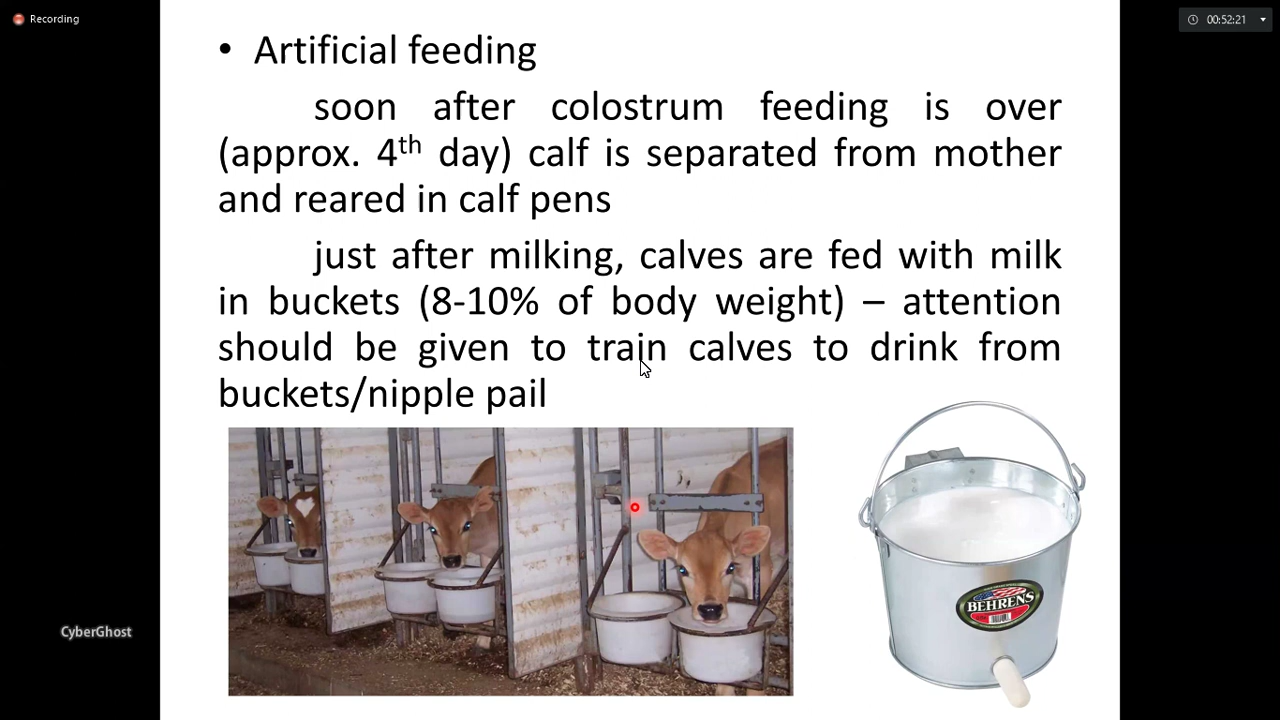 Recording
00:52:21
• Artificial feeding
soon after colostrum feeding is over
(approx. 4th day) calf is separated from mother
and reared in calf pens
just after milking, calves are fed with milk
in buckets (8-10% of body weight) – attention
should be given to train calves to drink from
buckets/nipple pail
BEHRENS
CyberGhost